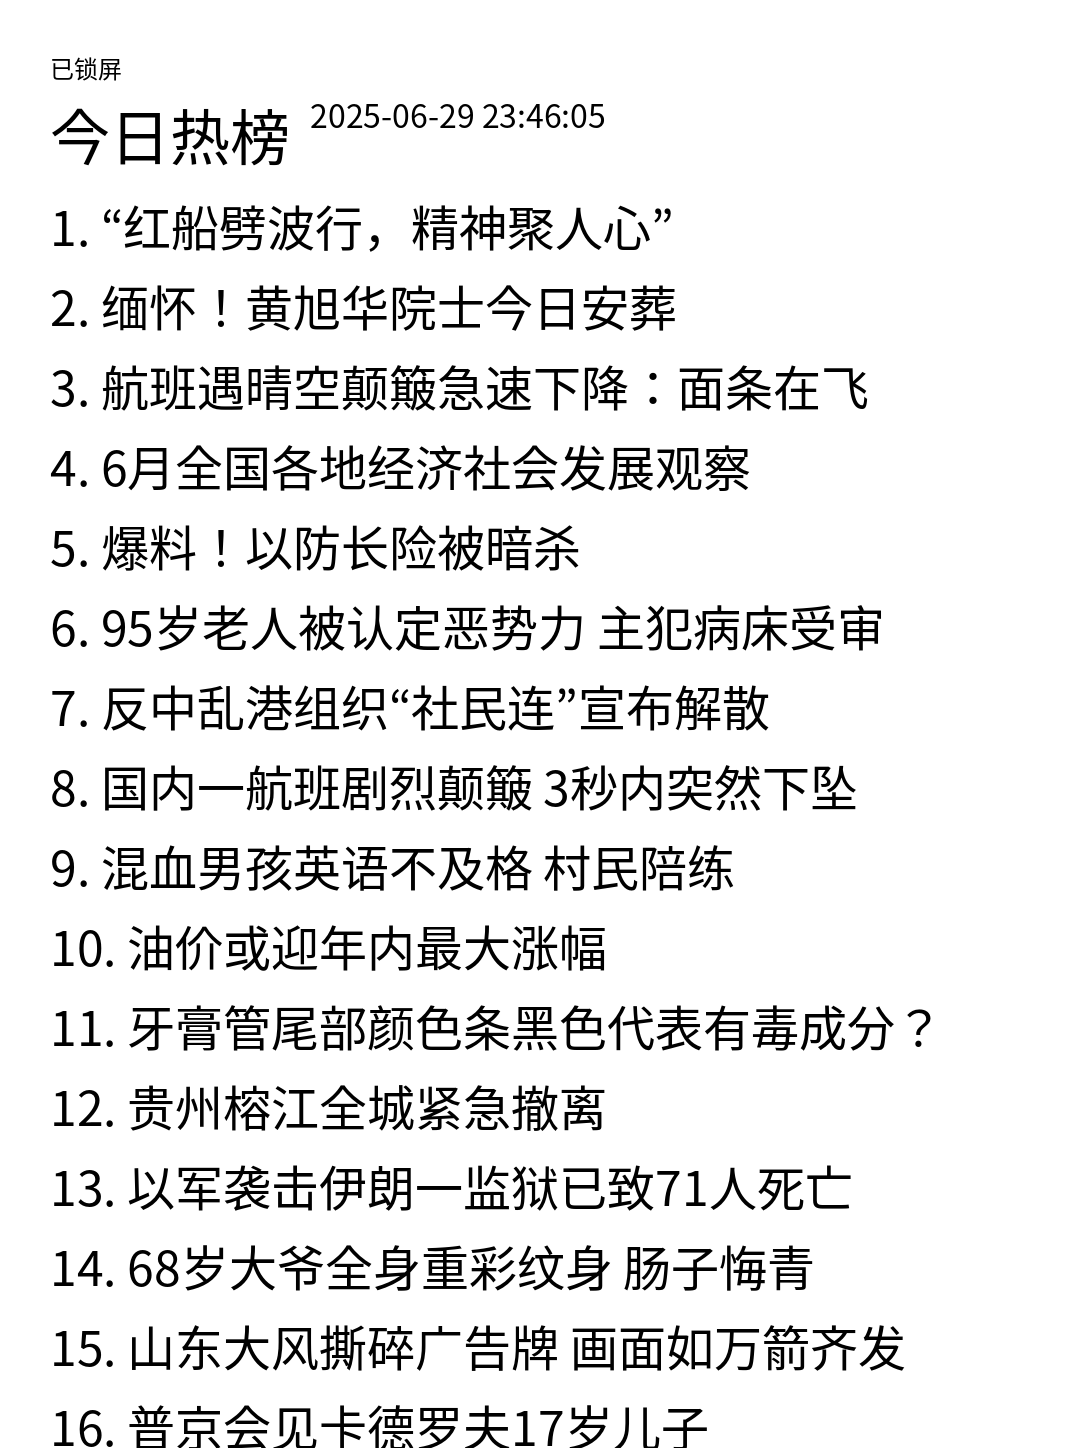 已锁屏
今日热榜 2025-06-29 23:46:05
1. “红船劈波行，精神聚人心”
2. 缅怀！黄旭华院士今日安葬
3. 航班遇晴空颠簸急速下降：面条在飞
4. 6月全国各地经济社会发展观察
5. 爆料！以防长险被暗杀
6. 95岁老人被认定恶势力 主犯病床受审
7. 反中乱港组织“社民连”宣布解散
8. 国内一航班剧烈颠簸 3秒内突然下坠
9. 混血男孩英语不及格 村民陪练
10. 油价或迎年内最大涨幅
11. 牙膏管尾部颜色条黑色代表有毒成分？
12. 贵州榕江全城紧急撤离
13. 以军袭击伊朗一监狱已致71人死亡
14. 68岁大爷全身重彩纹身 肠子悔青
15. 山东大风撕碎广告牌 画面如万箭齐发
16. 普京会见卡德罗夫17岁儿子